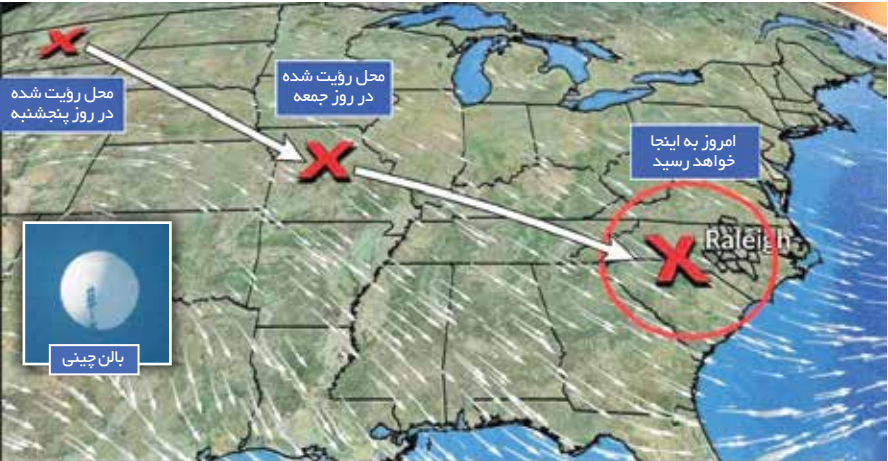 محل رؤیت شده
در روز پنجشنبه
محل رؤیت شده
در روز جمعه
امروز به اینجا
خواهد رسید
Raleigh
بالن چینی